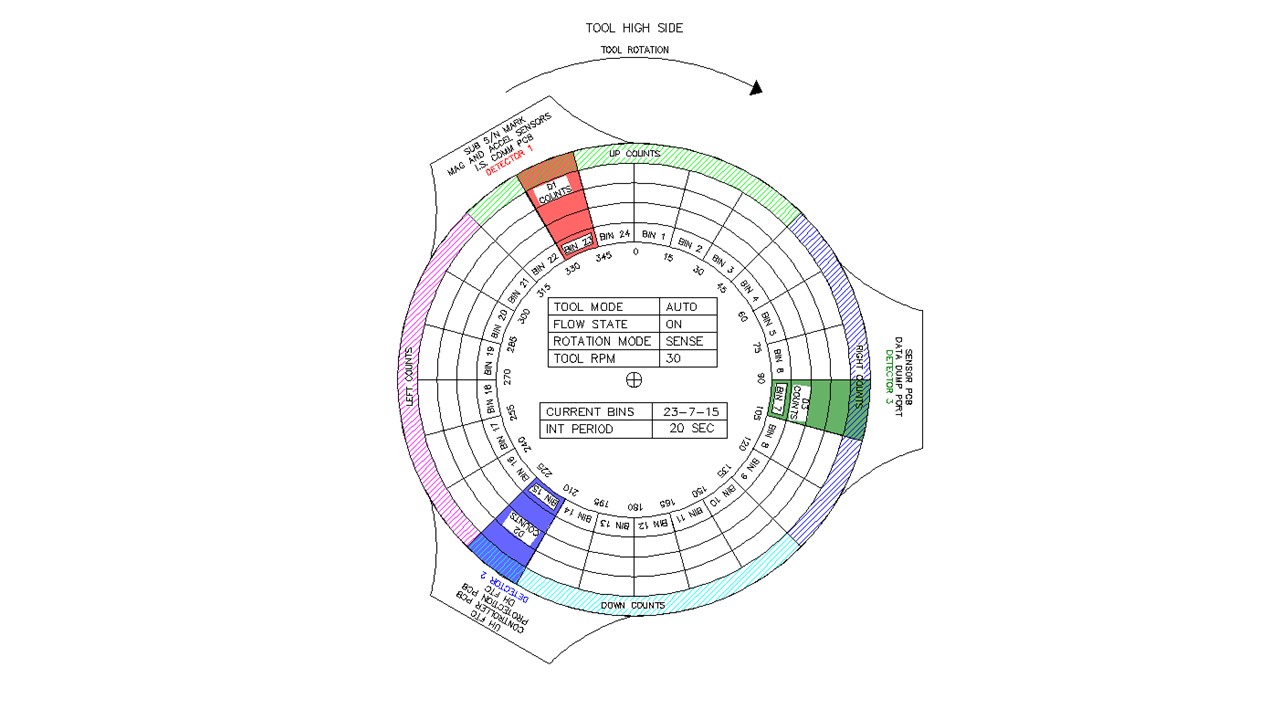 TOOL HIGH SIDE
TOOL ROTATION
SUB S/N MARK
MAG AND ACCEL SENSORS
I.S. COMM PCB
DETECTOR 1
UP COUNTS
D1
COUNTS
BIN 1
BIN 2
BIN 3
BIN 4
BIN 5
BIN 6
BIN 7
BIN 8
BIN 9
BIN 10
BIN 11
BIN 12
BIN 13
BIN 14
BIN 15
BIN 16
BIN 17
BIN 18
BIN 19
BIN 20
BIN 21
BIN 22
BIN 23
BIN 24
0
15
30
45
60
75
90
105
120
135
150
165
180
195
210
225
240
255
270
285
300
315
330
345
TOOL MODE AUTO
FLOW STATE ON
ROTATION MODE SENSE
TOOL RPM 30
CURRENT BINS 23-7-15
INT PERIOD 20 SEC
LEFT COUNTS
RIGHT COUNTS
D3
COUNTS
SENSOR PCB
DATA DUMP PORT
DETECTOR 3
D2
COUNTS
DOWN COUNTS
DETECTOR 2
DH FTC
PROTECTION PCB
CONTROLLER PCB
UH FTC